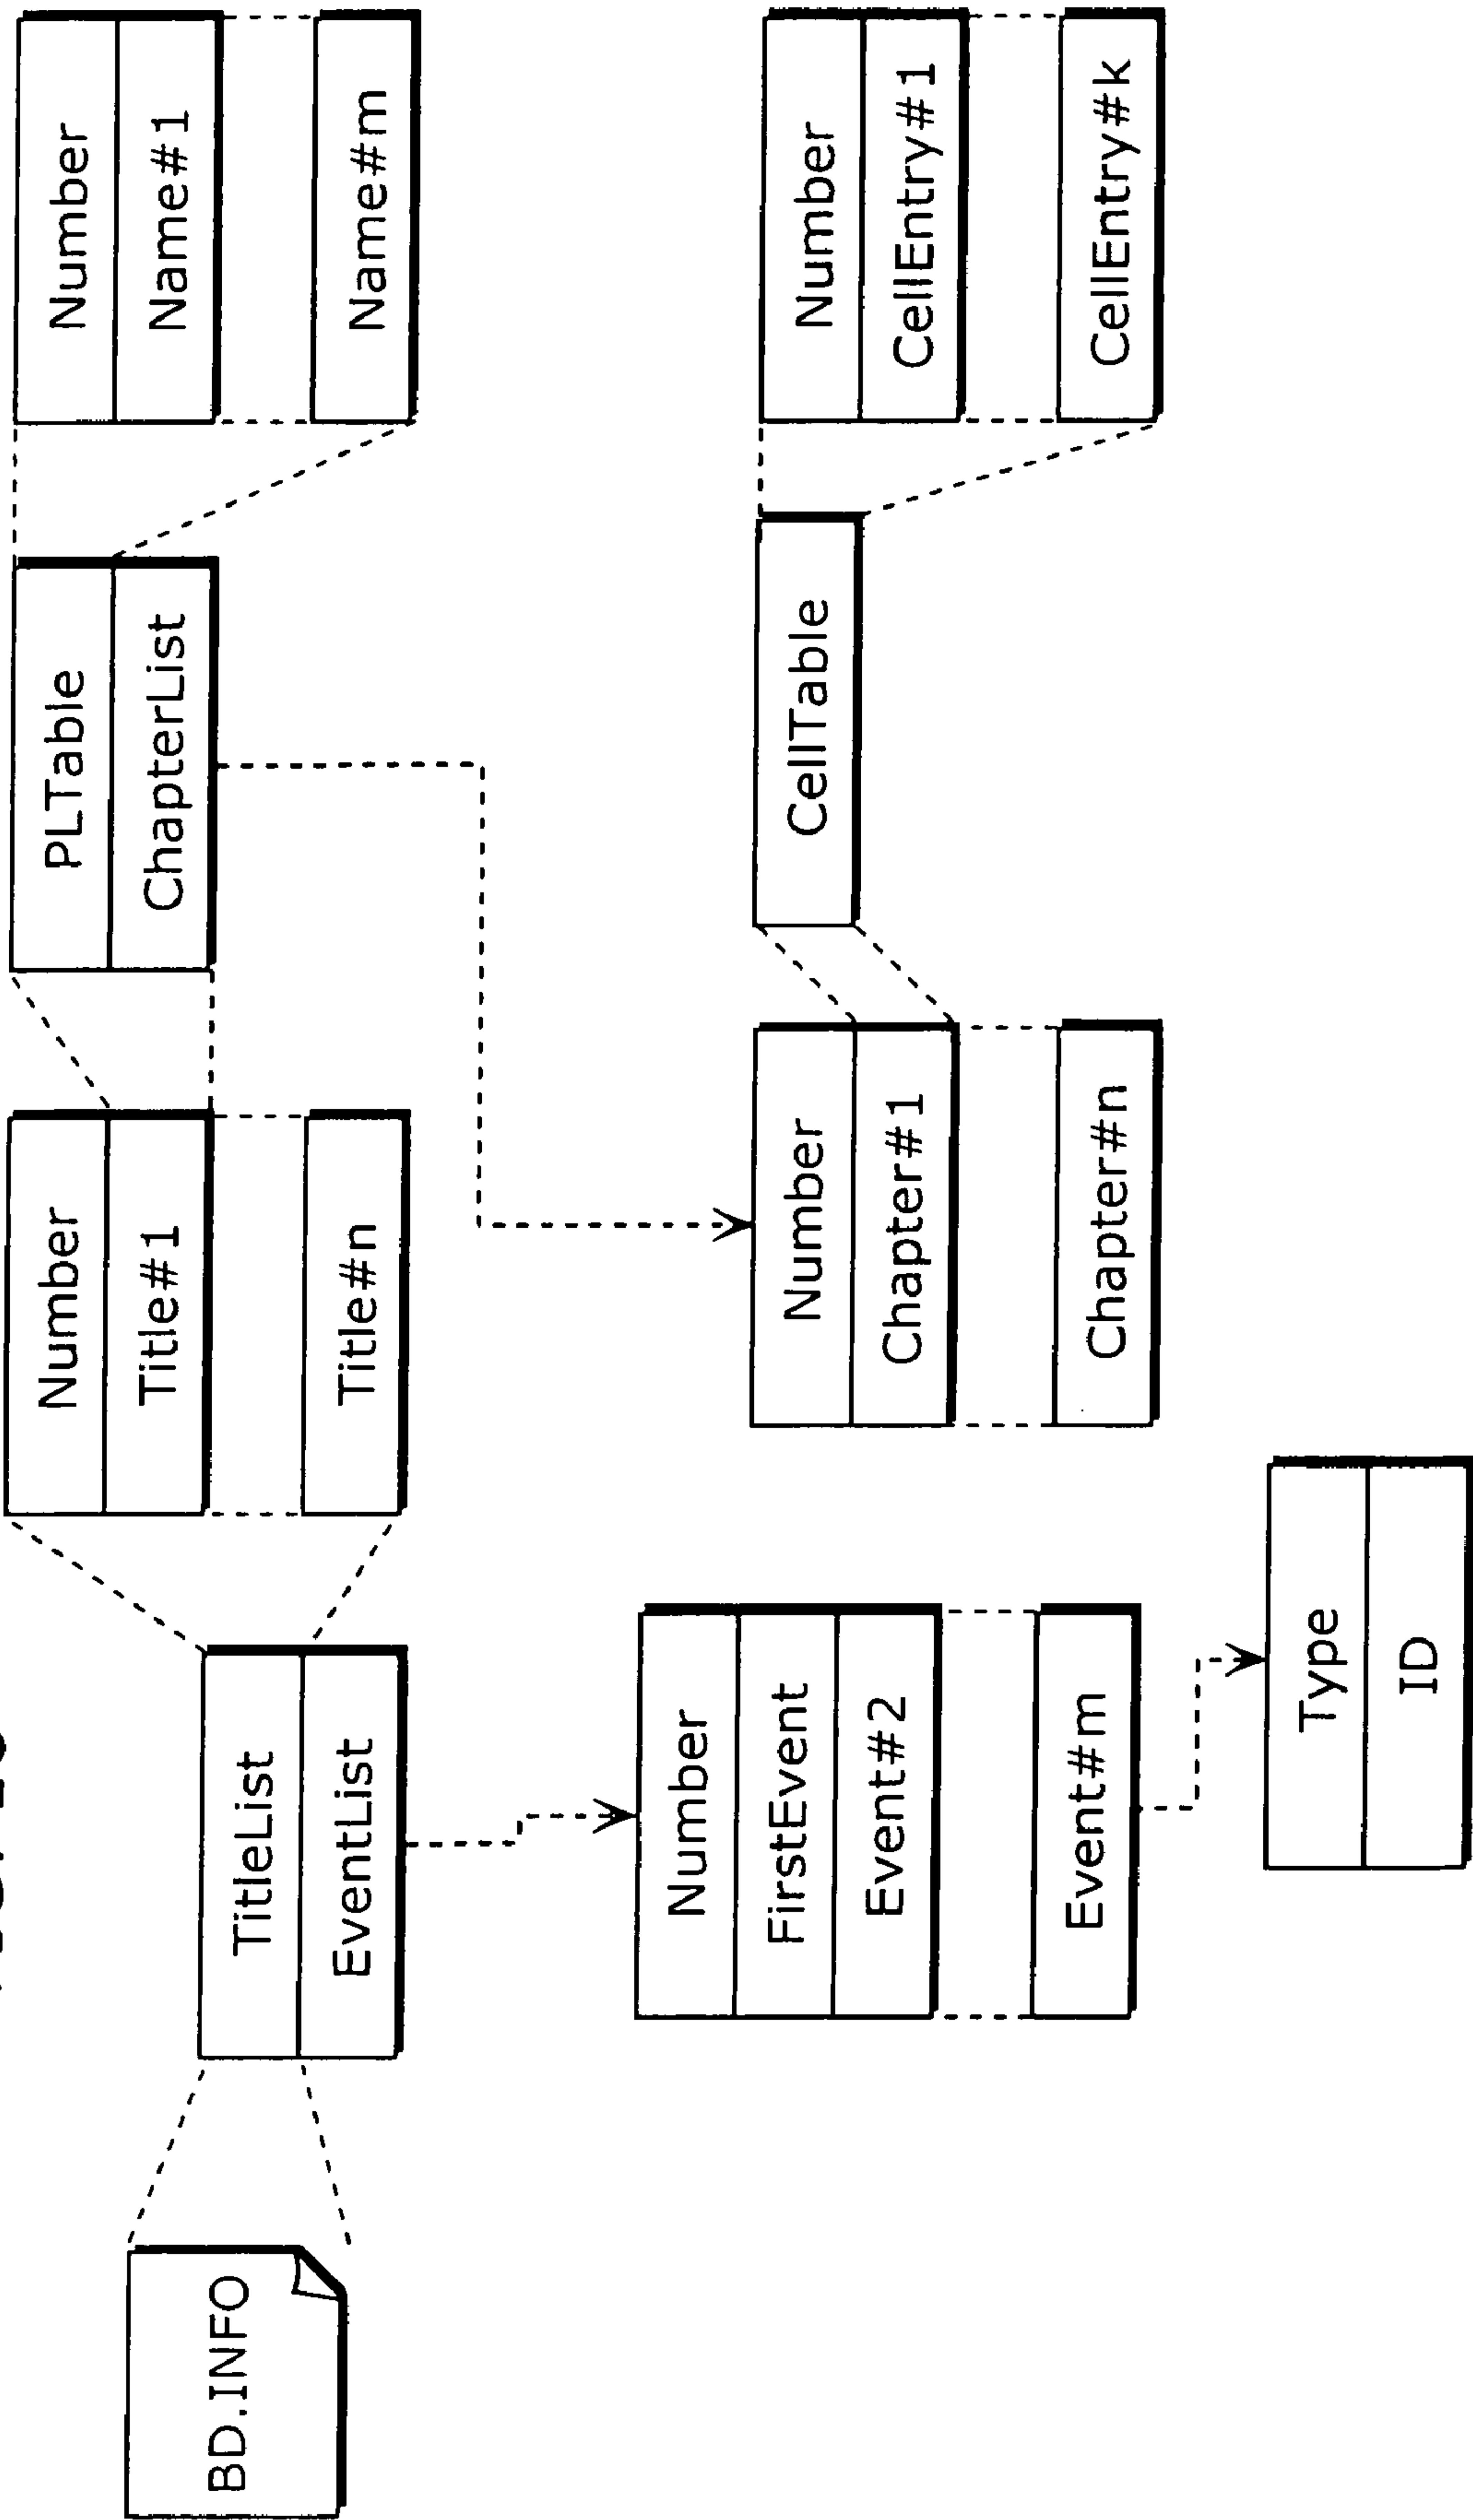 BD.INFO
TitleList
EventList
Number
Title#1
Title#n
PLTable
ChapterList
Number
Name#1
Name#m
Number
FirstEvent
Event#2
Event#m
Type
ID
Number
Chapter#1
Chapter#n
CellTable
Number
CellEntry#1
CellEntry#k